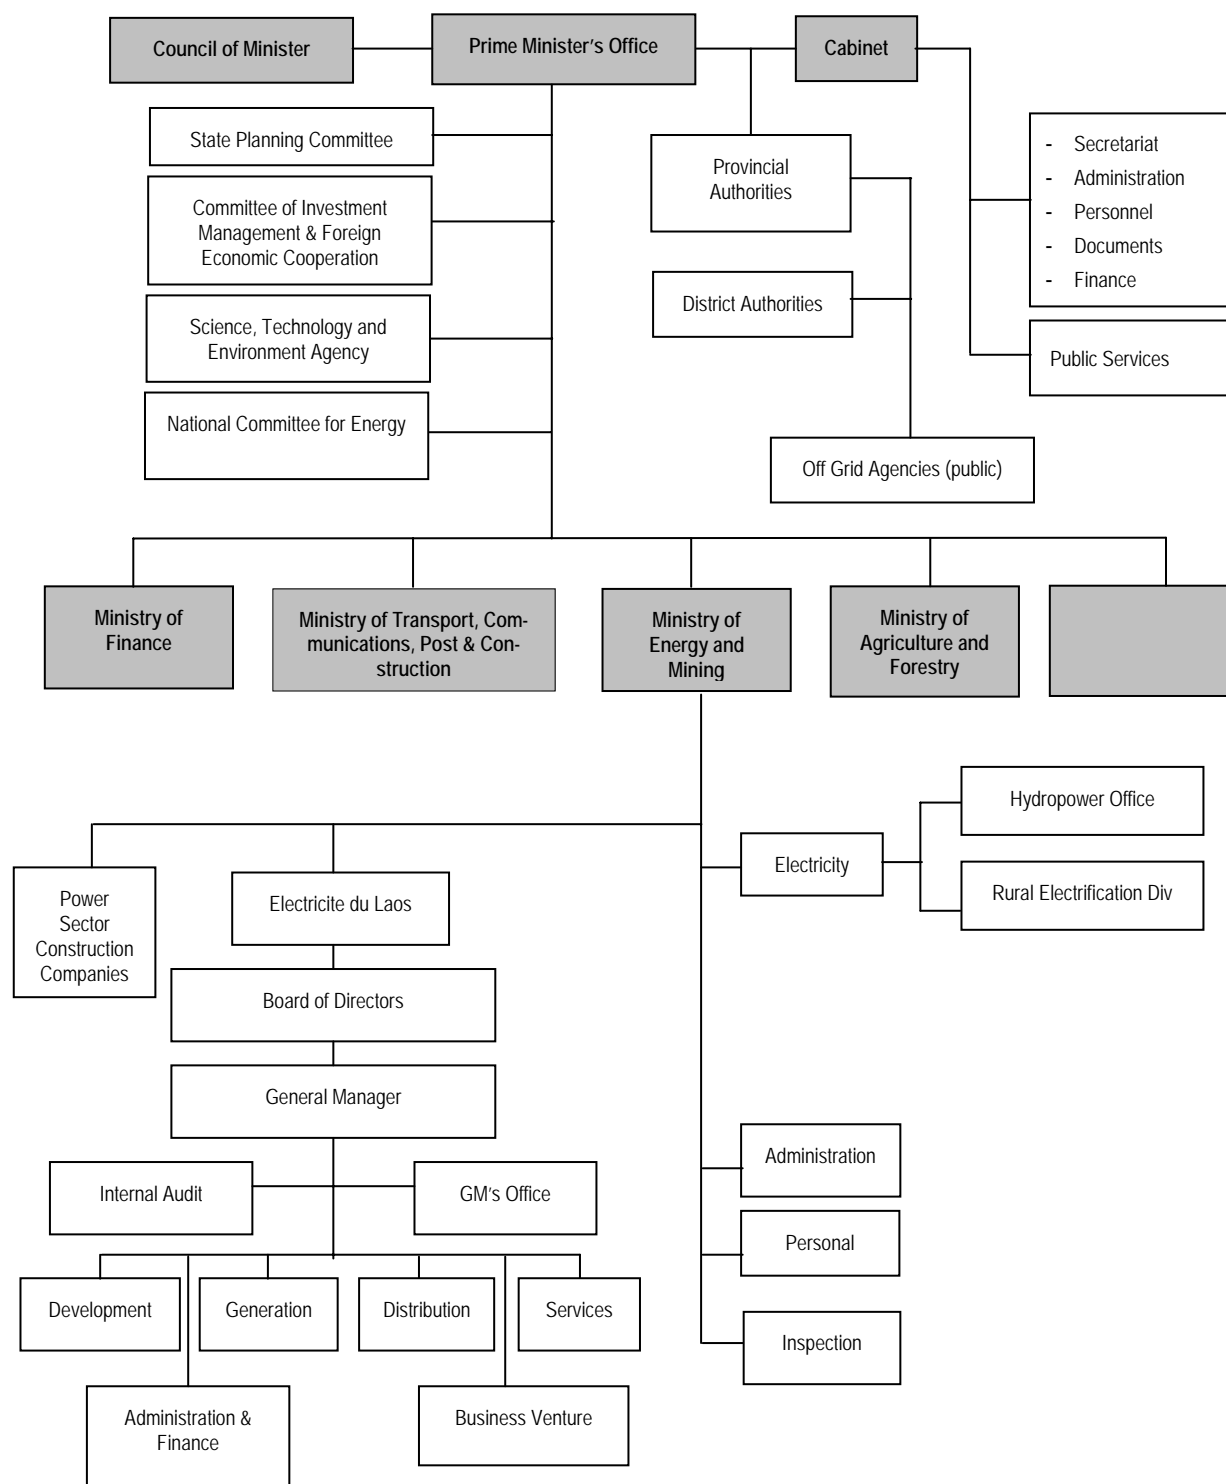 Council of Minister
Prime Minister's Office
Cabinet
State Planning Committee
Committee of Investment
Management & Foreign
Economic Cooperation
Science, Technology and
Environment Agency
National Committee for Energy
Provincial
Authorities
District Authorities
Off Grid Agencies (public)
- Secretariat
- Administration
- Personnel
- Documents
- Finance
Public Services
Ministry of
Finance
Ministry of Transport, Com-
munications, Post & Con-
struction
Ministry of
Energy and
Mining
Ministry of
Agriculture and
Forestry
Hydropower Office
Electricity
Rural Electrification Div
Power
Sector
Construction
Companies
Electricite du Laos
Board of Directors
General Manager
Internal Audit
GM's Office
Development
Generation
Distribution
Services
Administration &
Finance
Business Venture
Administration
Personal
Inspection